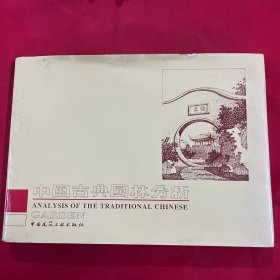 中国古典园林分析
ANALYSIS OF THE TRADITIONAL CHINESE
GARDEN
中国建筑工业出版社